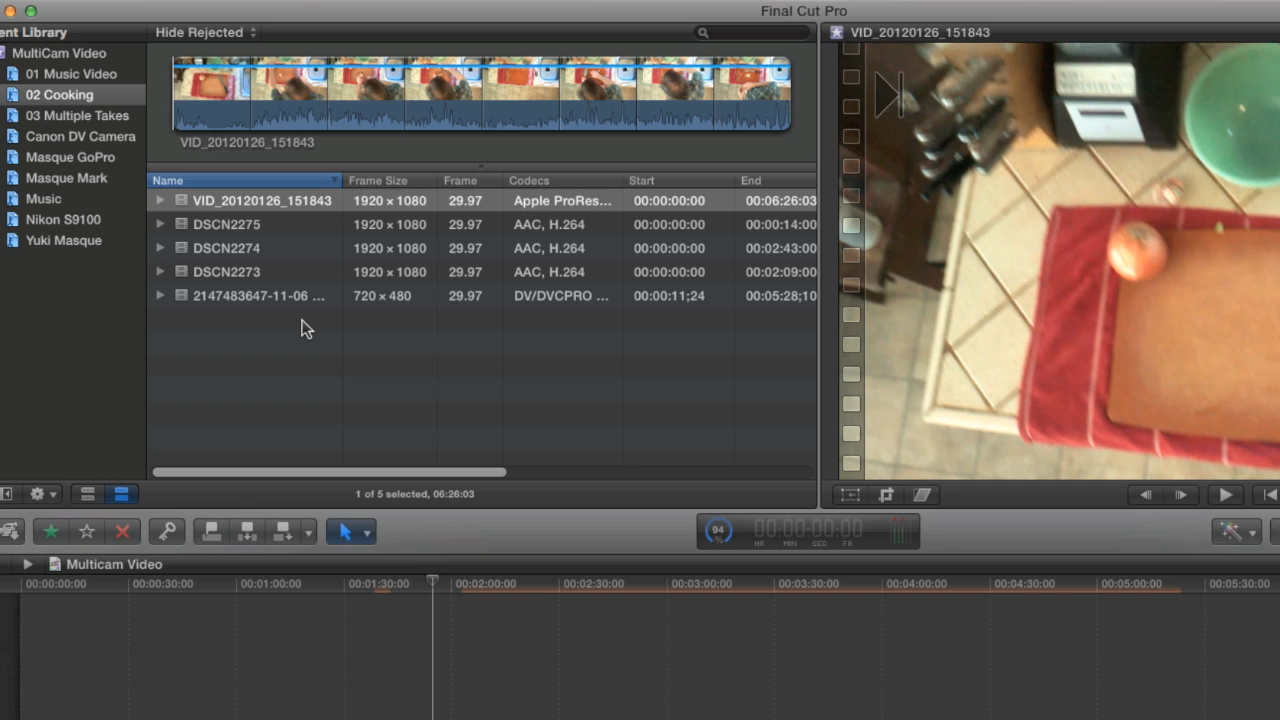 Final Cut Pro
ent Library
Hide Rejected
VID_20120126_151843
MultiCam Video
01 Music Video
02 Cooking
03 Multiple Takes
Canon DV Camera
Masque GoPro
Masque Mark
Music
Nikon S9100
Yuki Masque
VID_20120126_151843
Name Frame Size Frame Codecs Start End
VID_20120126_151843 1920 × 1080 29.97 Apple ProRes... 00:00:00:00 00:06:26:03
DSCN2275 1920 × 1080 29.97 AAC, H.264 00:00:00:00 00:00:14:00
DSCN2274 1920 × 1080 29.97 AAC, H.264 00:00:00:00 00:02:43:00
DSCN2273 1920 × 1080 29.97 AAC, H.264 00:00:00:00 00:02:09:00
2147483647-11-06 ... 720 × 480 29.97 DV/DVCPRO ... 00:00:11;24 00:05:28;10
1 of 5 selected, 06:26:03
94 % 00:00:00:00
HR MIN SEC FR
Multicam Video
00:00:00:00 00:00:30:00 00:01:00:00 00:01:30:00 00:02:00:00 00:02:30:00 00:03:00:00 00:03:30:00 00:04:00:00 00:04:30:00 00:05:00:00 00:05:30:00